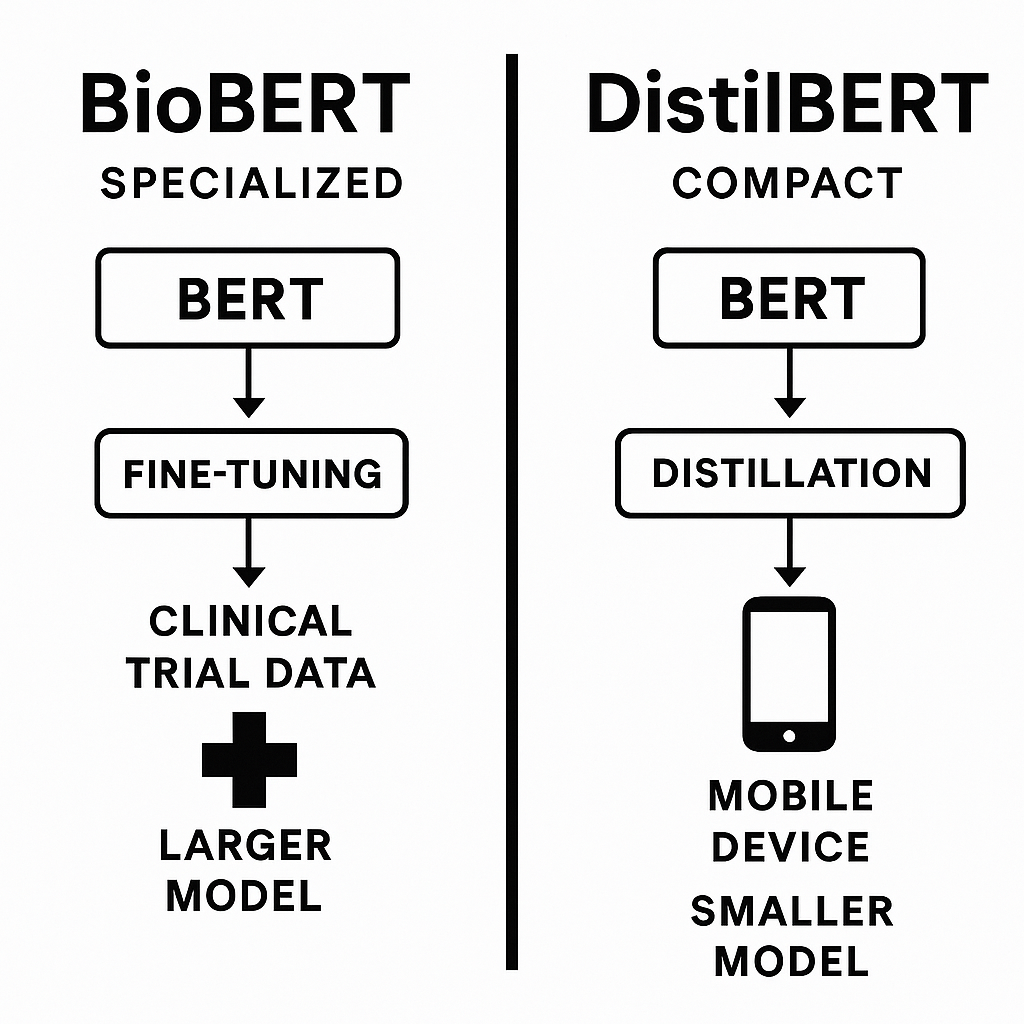 BioBERT
SPECIALIZED
BERT
FINE-TUNING
CLINICAL
TRIAL DATA
LARGER
MODEL
DistilBERT
COMPACT
BERT
DISTILLATION
MOBILE
DEVICE
SMALLER
MODEL